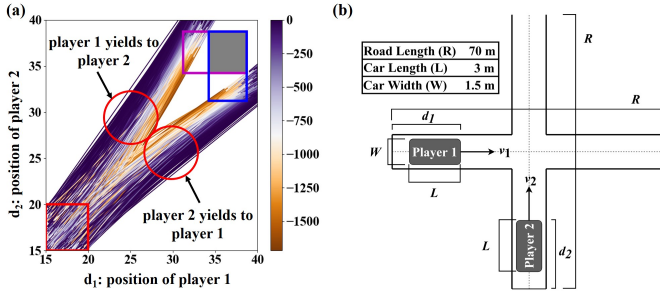 (a)
player 1 yields to
player 2
player 2 yields to
player 1
d2: position of player 2
40
35
30
25
20
15
15 20 25 30 35 40
d1: position of player 1
0
−250
−500
−750
−1000
−1250
−1500
(b)
Road Length (R) 70 m
Car Length (L) 3 m
Car Width (W) 1.5 m
R
R
d1
W
Player 1
v1
L
v2
L
Player 2
d2